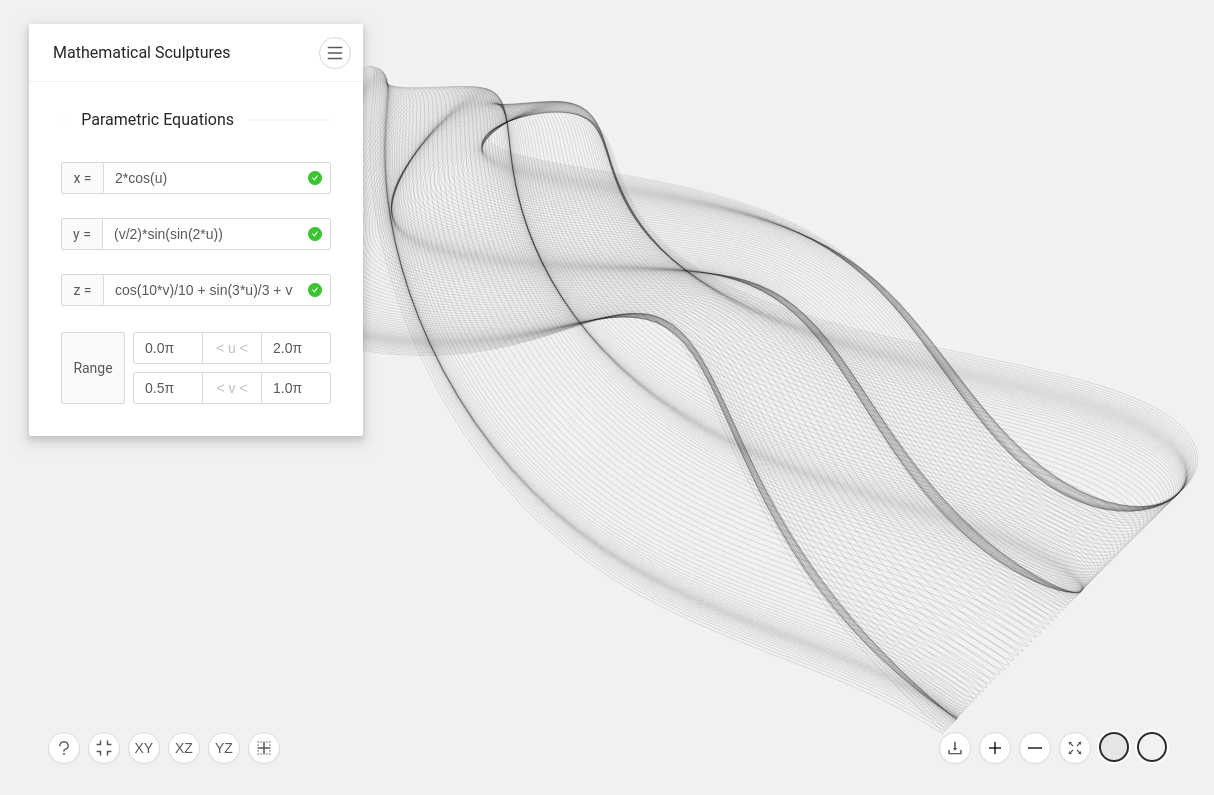 Mathematical Sculptures
Parametric Equations
x = 2*cos(u)
y = (v/2)*sin(sin(2*u))
z = cos(10*v)/10 + sin(3*u)/3 + v
Range
0.0π < u < 2.0π
0.5π < v < 1.0π
? XY XZ YZ